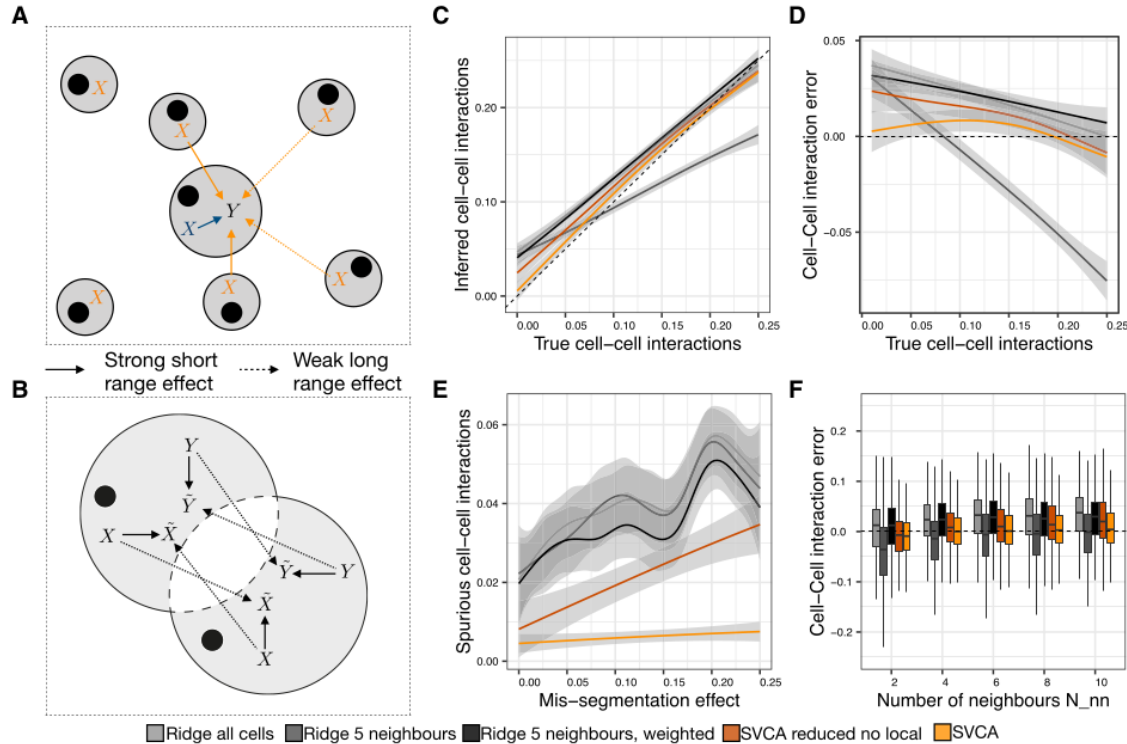 A
X
X
X
X
Y
X
X
X
X
Strong short
range effect
Weak long
range effect
B
Y
Ỹ
X
X̃
Ỹ
Y
X̃
X
C
Inferred cell−cell interactions
0.20
0.10
0.00
0.00
0.05
0.10
0.15
0.20
0.25
True cell−cell interactions
D
Cell−Cell interaction error
0.05
0.00
−0.05
0.00
0.05
0.10
0.15
0.20
0.25
True cell−cell interactions
E
Spurious cell−cell interactions
0.06
0.04
0.02
0.00
0.00
0.05
0.10
0.15
0.20
0.25
Mis−segmentation effect
F
Cell−Cell interaction error
0.2
0.1
0.0
−0.1
−0.2
2
4
6
8
10
Number of neighbours N_nn
Ridge all cells
Ridge 5 neighbours
Ridge 5 neighbours, weighted
SVCA reduced no local
SVCA